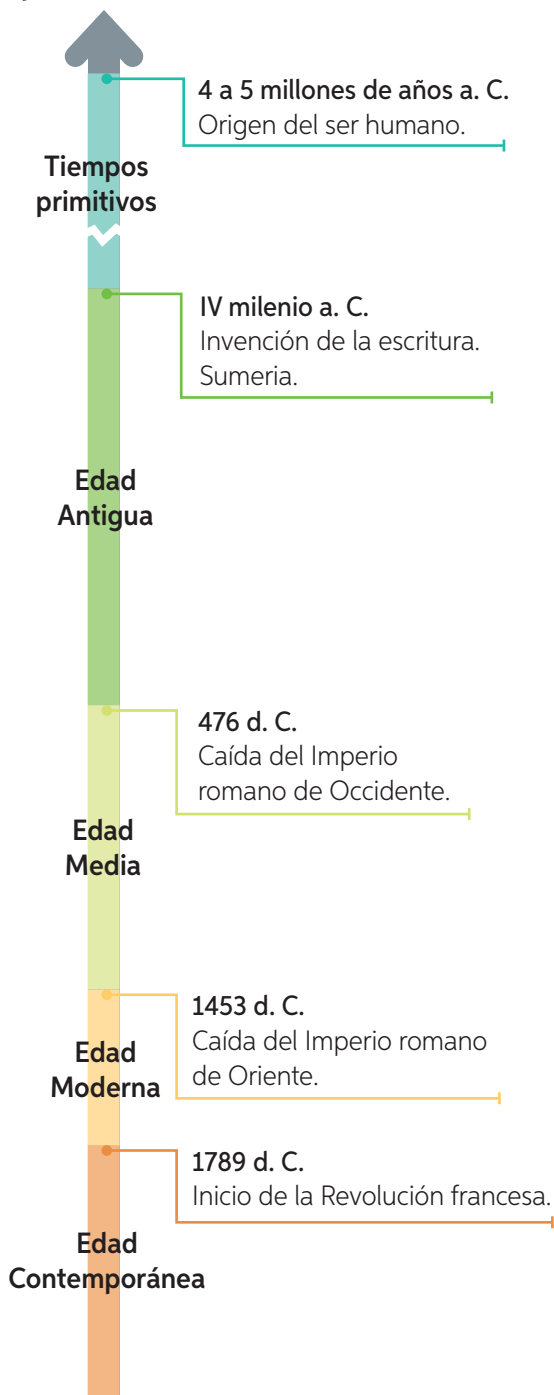 4 a 5 millones de años a. C.
Origen del ser humano.
Tiempos
primitivos
IV milenio a. C.
Invención de la escritura.
Sumeria.
Edad
Antigua
476 d. C.
Caída del Imperio
romano de Occidente.
Edad
Media
1453 d. C.
Caída del Imperio romano
de Oriente.
Edad
Moderna
1789 d. C.
Inicio de la Revolución francesa.
Edad
Contemporánea